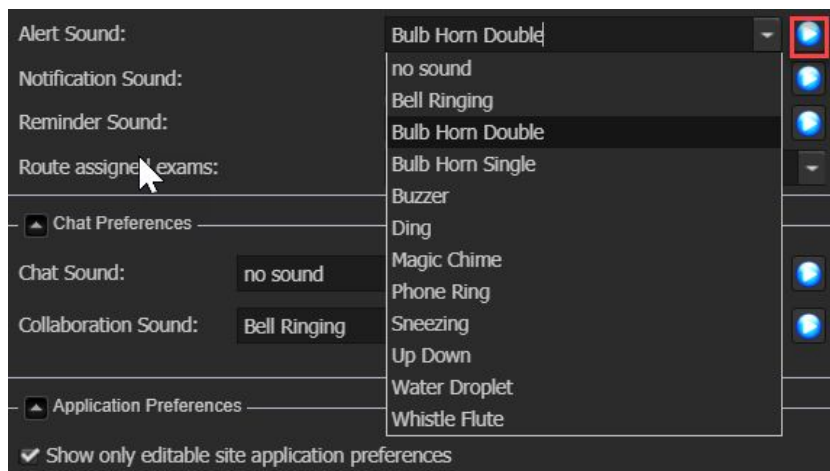 Alert Sound: Bulb Horn Double
no sound
Notification Sound:
Bell Ringing
Reminder Sound:
Bulb Horn Double
Route assigned exams:
Bulb Horn Single
Buzzer
Chat Preferences
Ding
Magic Chime
Chat Sound: no sound
Phone Ring
Collaboration Sound: Bell Ringing
Sneezing
Up Down
Water Droplet
Application Preferences
Whistle Flute
Show only editable site application preferences